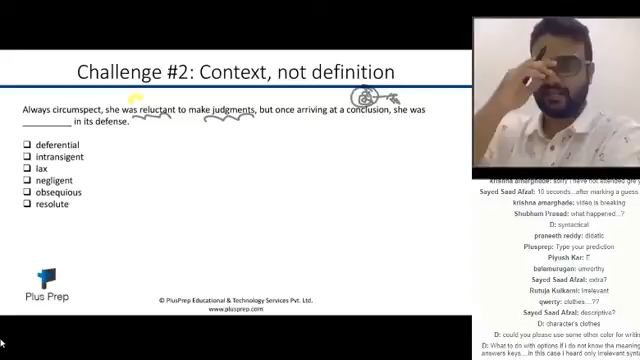 Challenge #2: Context, not definition
Always circumspect, she was reluctant to make judgments, but once arriving at a conclusion, she was
_________ in its defense.
deferential
intransigent
lax
negligent
obsequious
resolute
Plus Prep
© PlusPrep Educational & Technology Services Pvt. Ltd.
www.plusprep.com
krishna amarghade: sorry i have not attended gre
Sayed Saad Afzal: 10 seconds...after marking a guess
krishna amarghade: video is breaking
Shubham Prasad: what happened..?
D: syntactical
praneeth reddy: didatic
Plusprep: Type your prediction
Piyush Kar: E
balamurugan: unworthy
Sayed Saad Afzal: extra?
Rutuja Kulkarni: Irrelevant
qwerty: clothes....??
Sayed Saad Afzal: descriptive?
D: character's clothes
D: could you please use some other color for writin
D: What to do with options if I do not know the meaning
answers keys... in this case i heard only irrelevant.